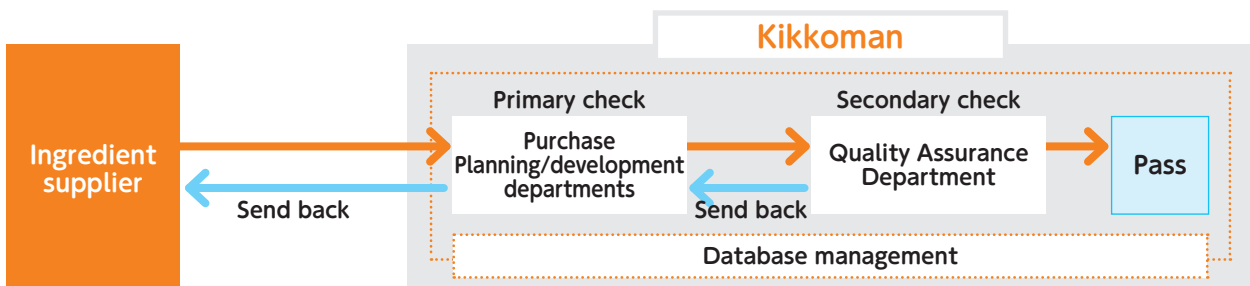 Kikkoman
Primary check
Secondary check
Ingredient
supplier
Purchase
Planning/development
departments
Quality Assurance
Department
Pass
Send back
Send back
Database management